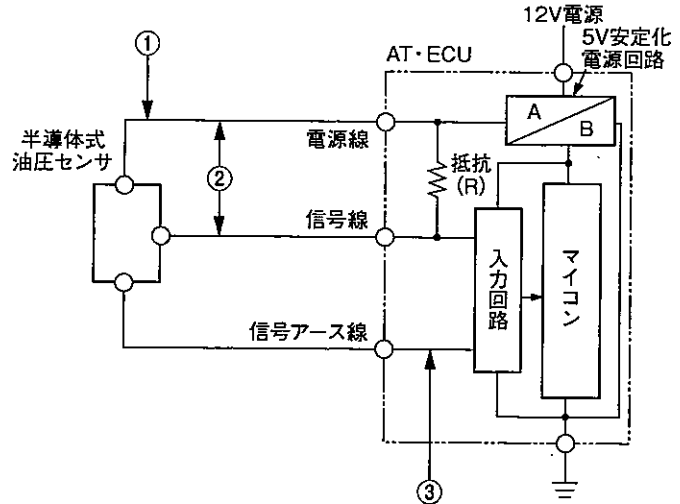 12V電源
5V安定化
電源回路
AT・ECU
①
A
B
半導体式
油圧センサ
電源線
②
抵抗
(R)
信号線
入力回路
マイコン
信号アース線
③